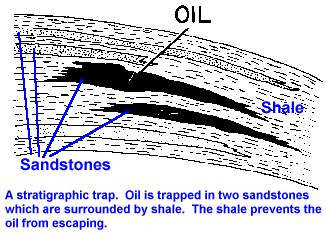 OIL
Shale
Sandstones
A stratigraphic trap.  Oil is trapped in two sandstones
which are surrounded by shale.  The shale prevents the
oil from escaping.